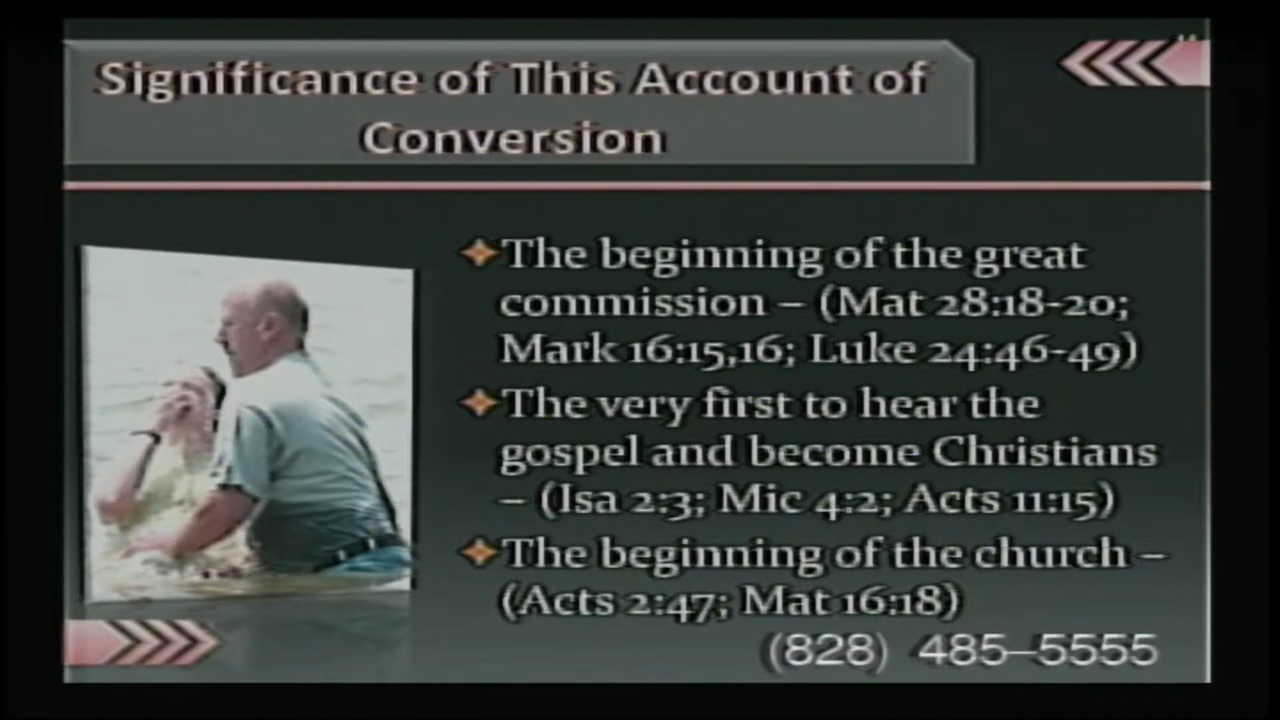 Significance of This Account of
Conversion
The beginning of the great
commission – (Mat 28:18-20;
Mark 16:15,16; Luke 24:46-49)
The very first to hear the
gospel and become Christians
– (Isa 2:3; Mic 4:2; Acts 11:15)
The beginning of the church –
(Acts 2:47; Mat 16:18)
(828) 485–5555